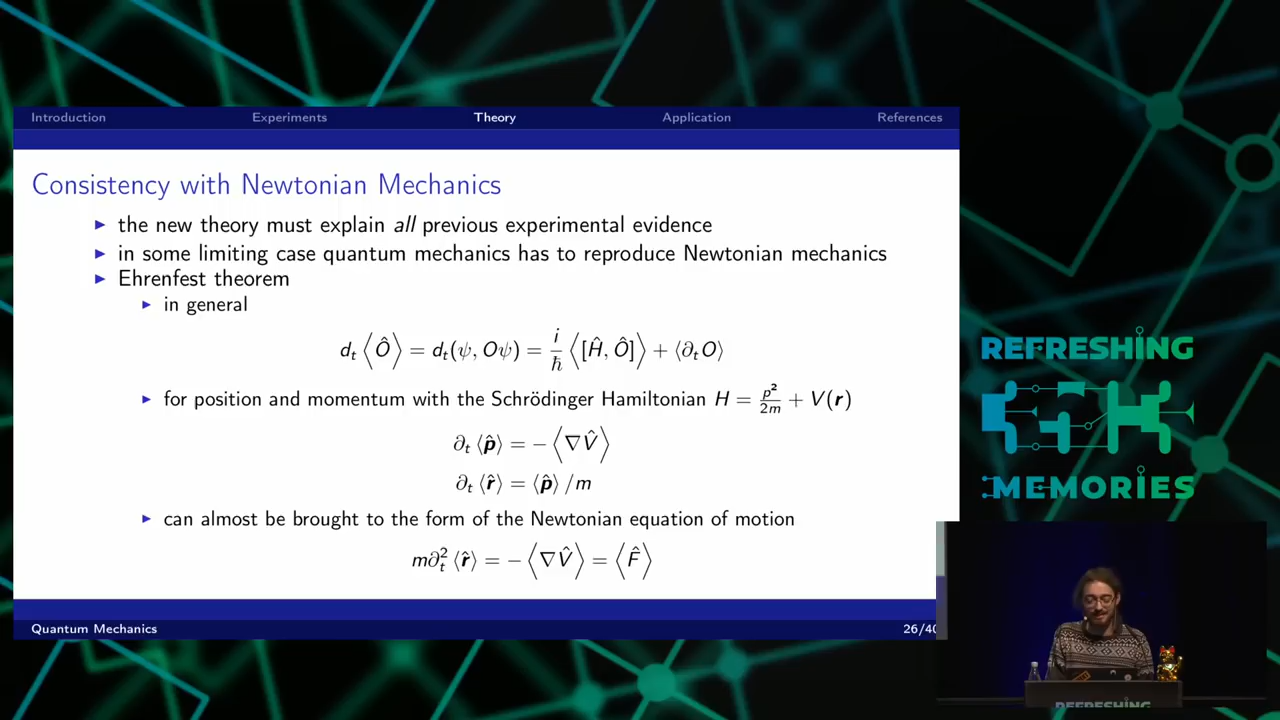 Introduction Experiments Theory Application References
Consistency with Newtonian Mechanics
▶ the new theory must explain all previous experimental evidence
▶ in some limiting case quantum mechanics has to reproduce Newtonian mechanics
▶ Ehrenfest theorem
▶ in general
d_t ⟨Ô⟩ = d_t(ψ, Oψ) = i/ħ ⟨[Ĥ, Ô]⟩ + ⟨∂_t O⟩
▶ for position and momentum with the Schrödinger Hamiltonian H = p²/2m + V(r)
∂_t ⟨p̂⟩ = − ⟨∇V̂⟩
∂_t ⟨r̂⟩ = ⟨p̂⟩ /m
▶ can almost be brought to the form of the Newtonian equation of motion
m∂_t² ⟨r̂⟩ = − ⟨∇V̂⟩ = ⟨F̂⟩
Quantum Mechanics 26/40
REFRESHING
MEMORIES
REFRESHING